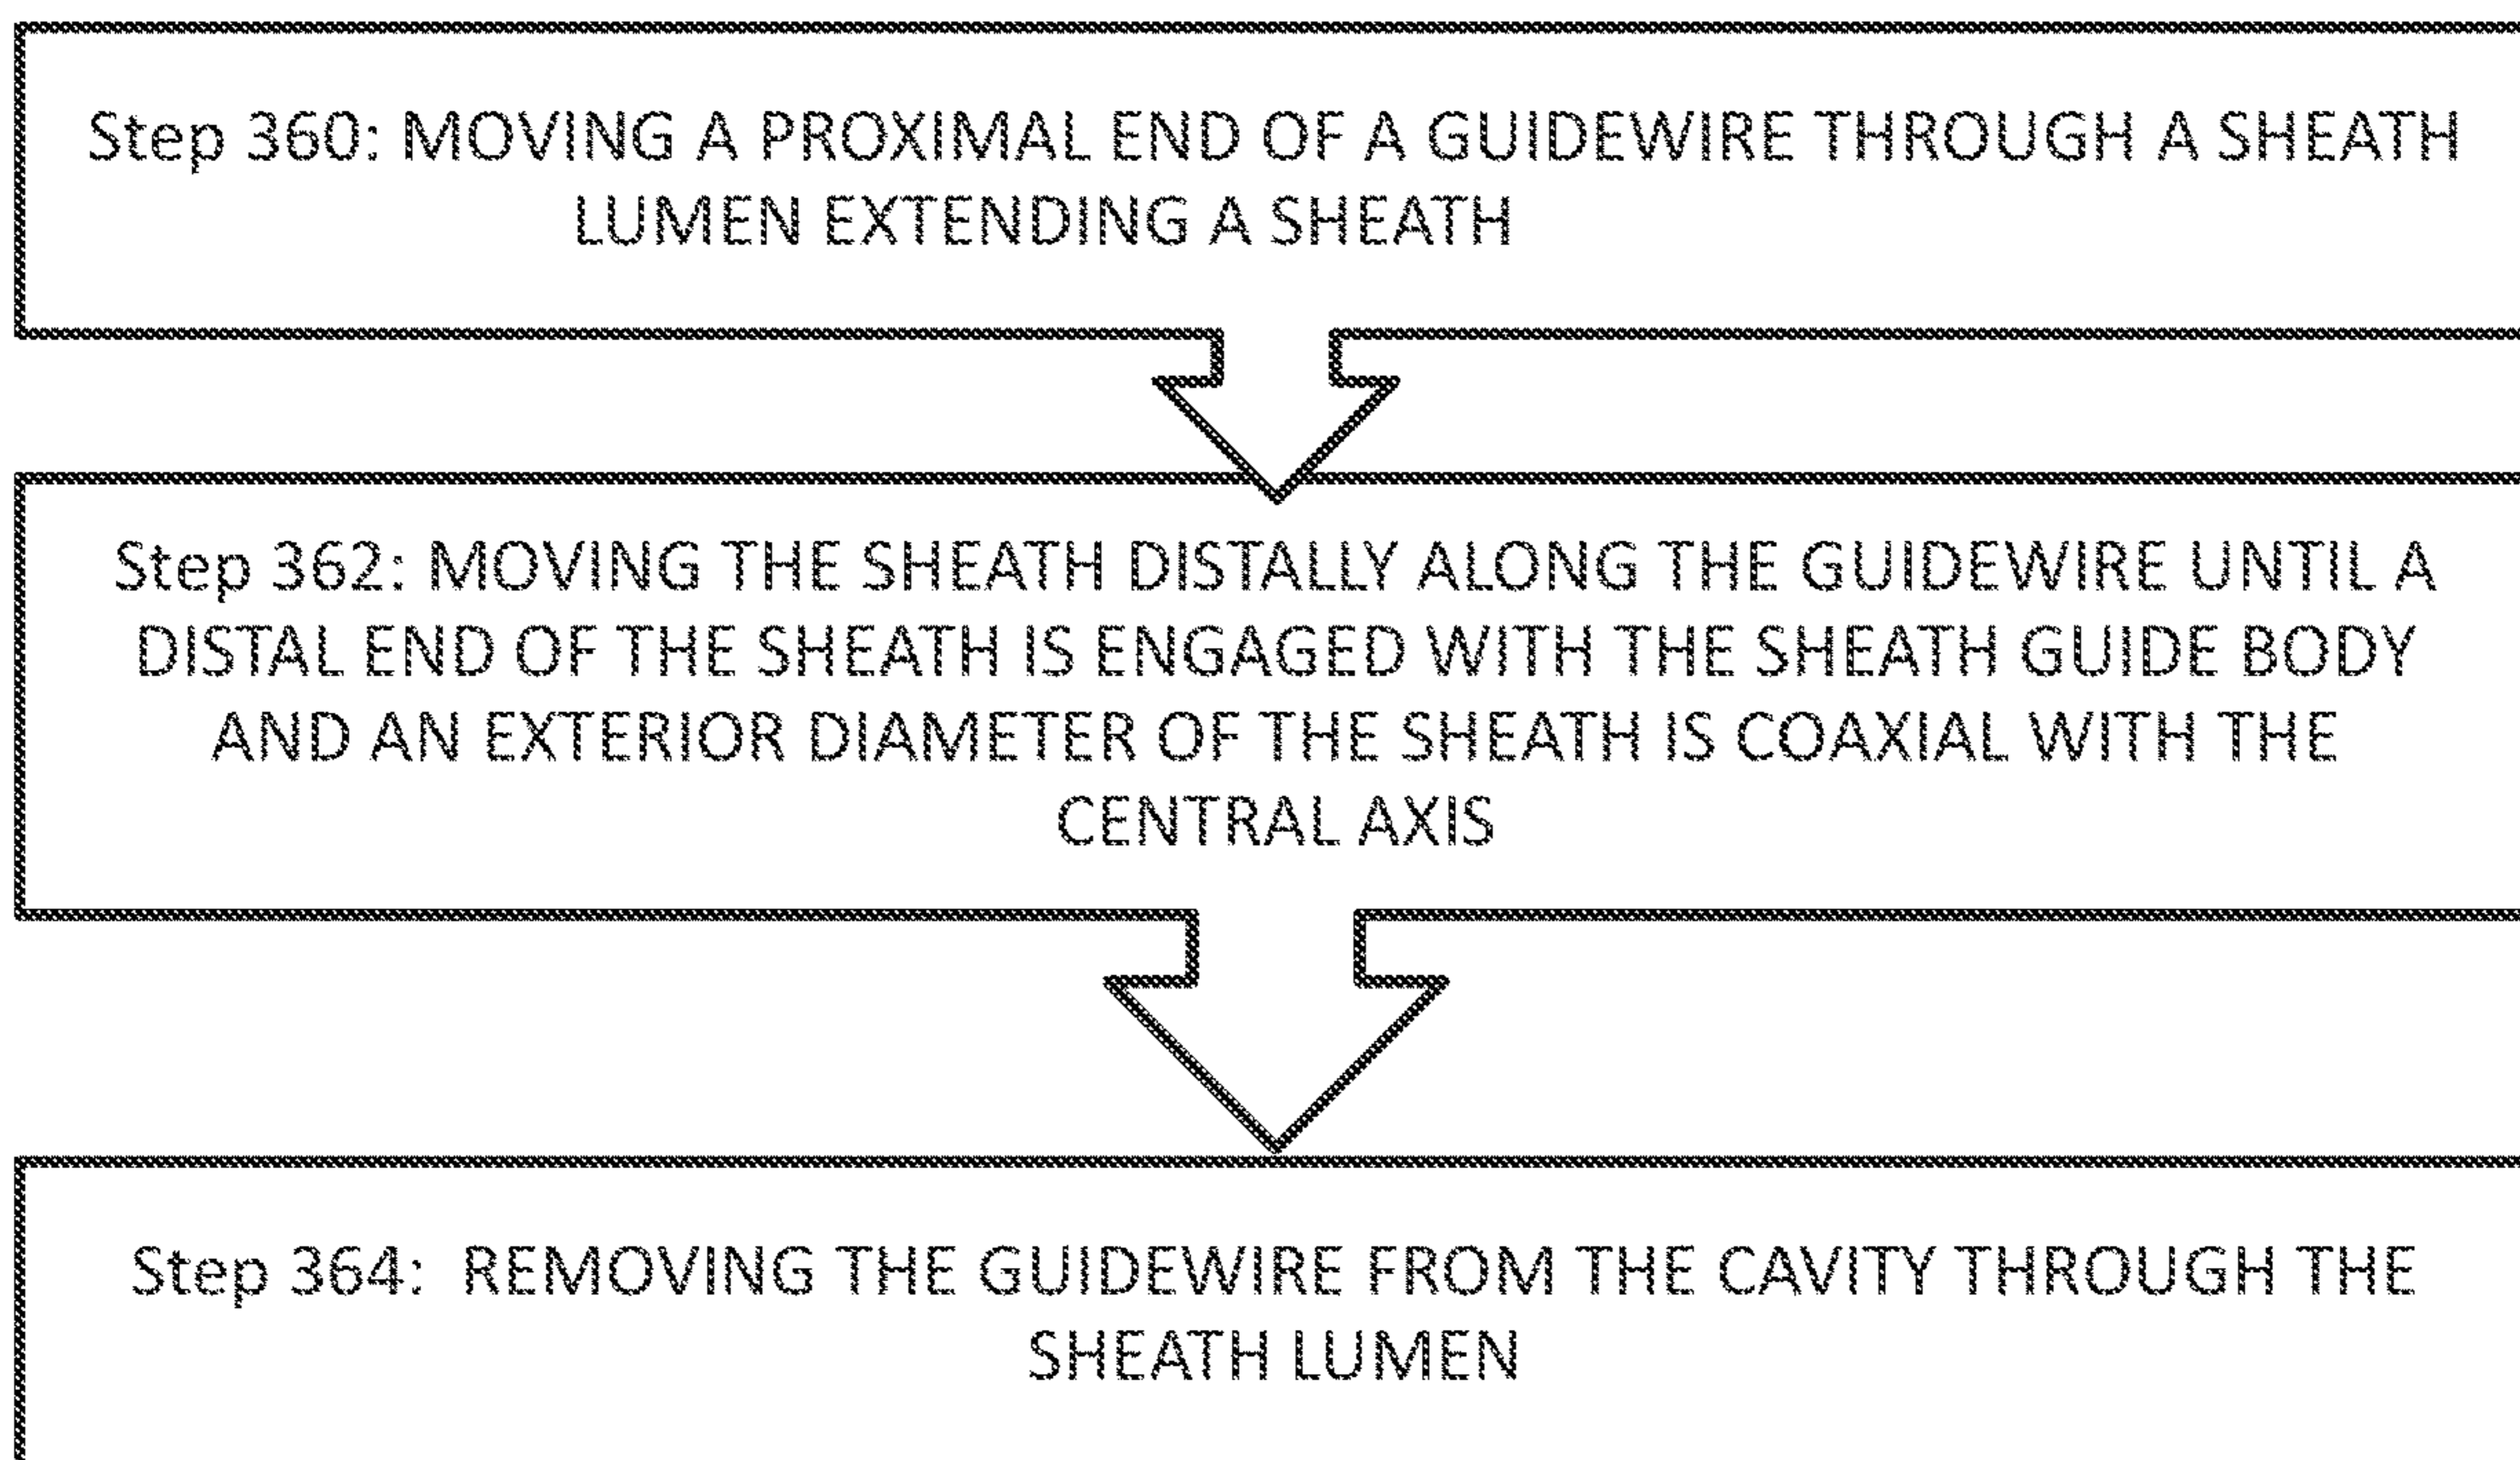 Step 360: MOVING A PROXIMAL END OF A GUIDEWIRE THROUGH A SHEATH
LUMEN EXTENDING A SHEATH
Step 362: MOVING THE SHEATH DISTALLY ALONG THE GUIDEWIRE UNTIL A
DISTAL END OF THE SHEATH IS ENGAGED WITH THE SHEATH GUIDE BODY
AND AN EXTERIOR DIAMETER OF THE SHEATH IS COAXIAL WITH THE
CENTRAL AXIS
Step 364: REMOVING THE GUIDEWIRE FROM THE CAVITY THROUGH THE
SHEATH LUMEN